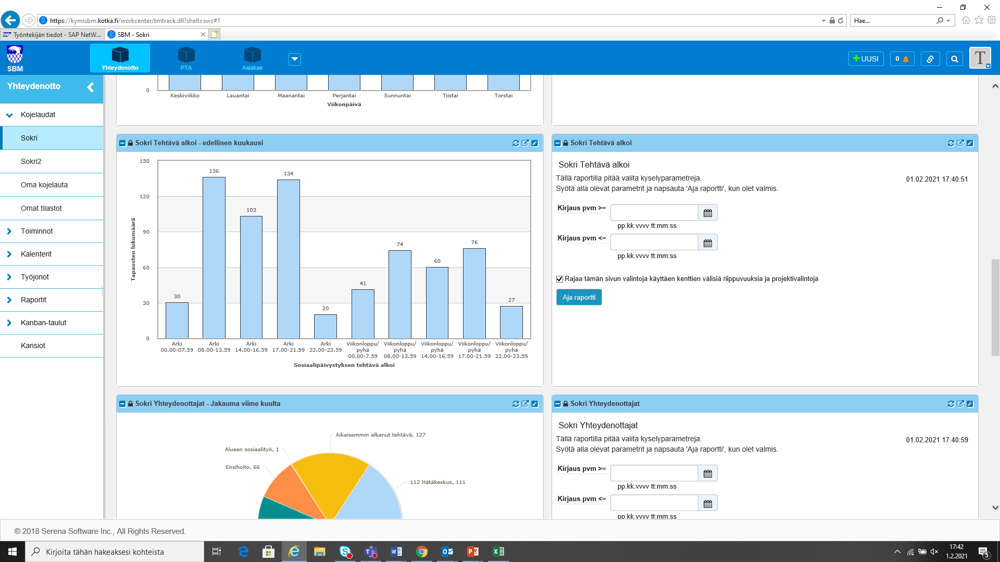 https://kymisbm.kotka.fi/workcenter/tmtrack.dll?shell=swc#1
Hae...
Työntekijän tiedot - SAP NetW...
SBM - Sokri
SBM
Yhteydenotto
PTA
Asiakas
UUSI
0
T
Yhteydenotto
Kojelaudat
Sokri
Sokri2
Oma kojelauta
Omat tilastot
Toiminnot
Kalenterit
Työjonot
Raportit
Kanban-taulut
Kansiot
0
Keskiviikko Lauantai Maanantai Perjantai Sunnuntai Tiistai Torstai
Viikonpäivä
Sokri Tehtävä alkoi - edellinen kuukausi
Tapausten lukumäärä
150
120
90
60
30
0
30
136
103
134
20
41
74
60
76
27
Arki
00.00-07.59
Arki
08.00-13.59
Arki
14.00-16.59
Arki
17.00-21.59
Arki
22.00-23.59
Viikonloppu/
pyhä
00.00-7.59
Viikonloppu/
pyhä
08.00-13.59
Viikonloppu/
pyhä
14.00-16.59
Viikonloppu/
pyhä
17.00-21.59
Viikonloppu/
pyhä
22.00-23.59
Sosiaalipäivystyksen tehtävä alkoi
Sokri Tehtävä alkoi
Sokri Tehtävä alkoi
Tällä raportilla pitää valita kyselyparametreja.
01.02.2021 17:40:51
Syötä alla olevat parametrit ja napsauta 'Aja raportti', kun olet valmis.
Kirjaus pvm >=
pp.kk.vvvv tt:mm:ss
Kirjaus pvm <=
pp.kk.vvvv tt:mm:ss
Rajaa tämän sivun valintoja käyttäen kenttien välisiä riippuvuuksia ja projektivalintoja
Aja raportti
Sokri Yhteydenottajat - Jakauma viime kuulta
Aikaisemmin alkanut tehtävä, 127
Alueen sosiaalityö, 1
Ensihoito, 66
112 Hätäkeskus, 111
Sokri Yhteydenottajat
Sokri Yhteydenottajat
Tällä raportilla pitää valita kyselyparametreja.
01.02.2021 17:40:59
Syötä alla olevat parametrit ja napsauta 'Aja raportti', kun olet valmis.
Kirjaus pvm >=
pp.kk.vvvv tt:mm:ss
Kirjaus pvm <=
pp.kk.vvvv tt:mm:ss
© 2018 Serena Software Inc., All Rights Reserved.
Kirjoita tähän hakeaksesi kohteista
17:42
1.2.2021
5